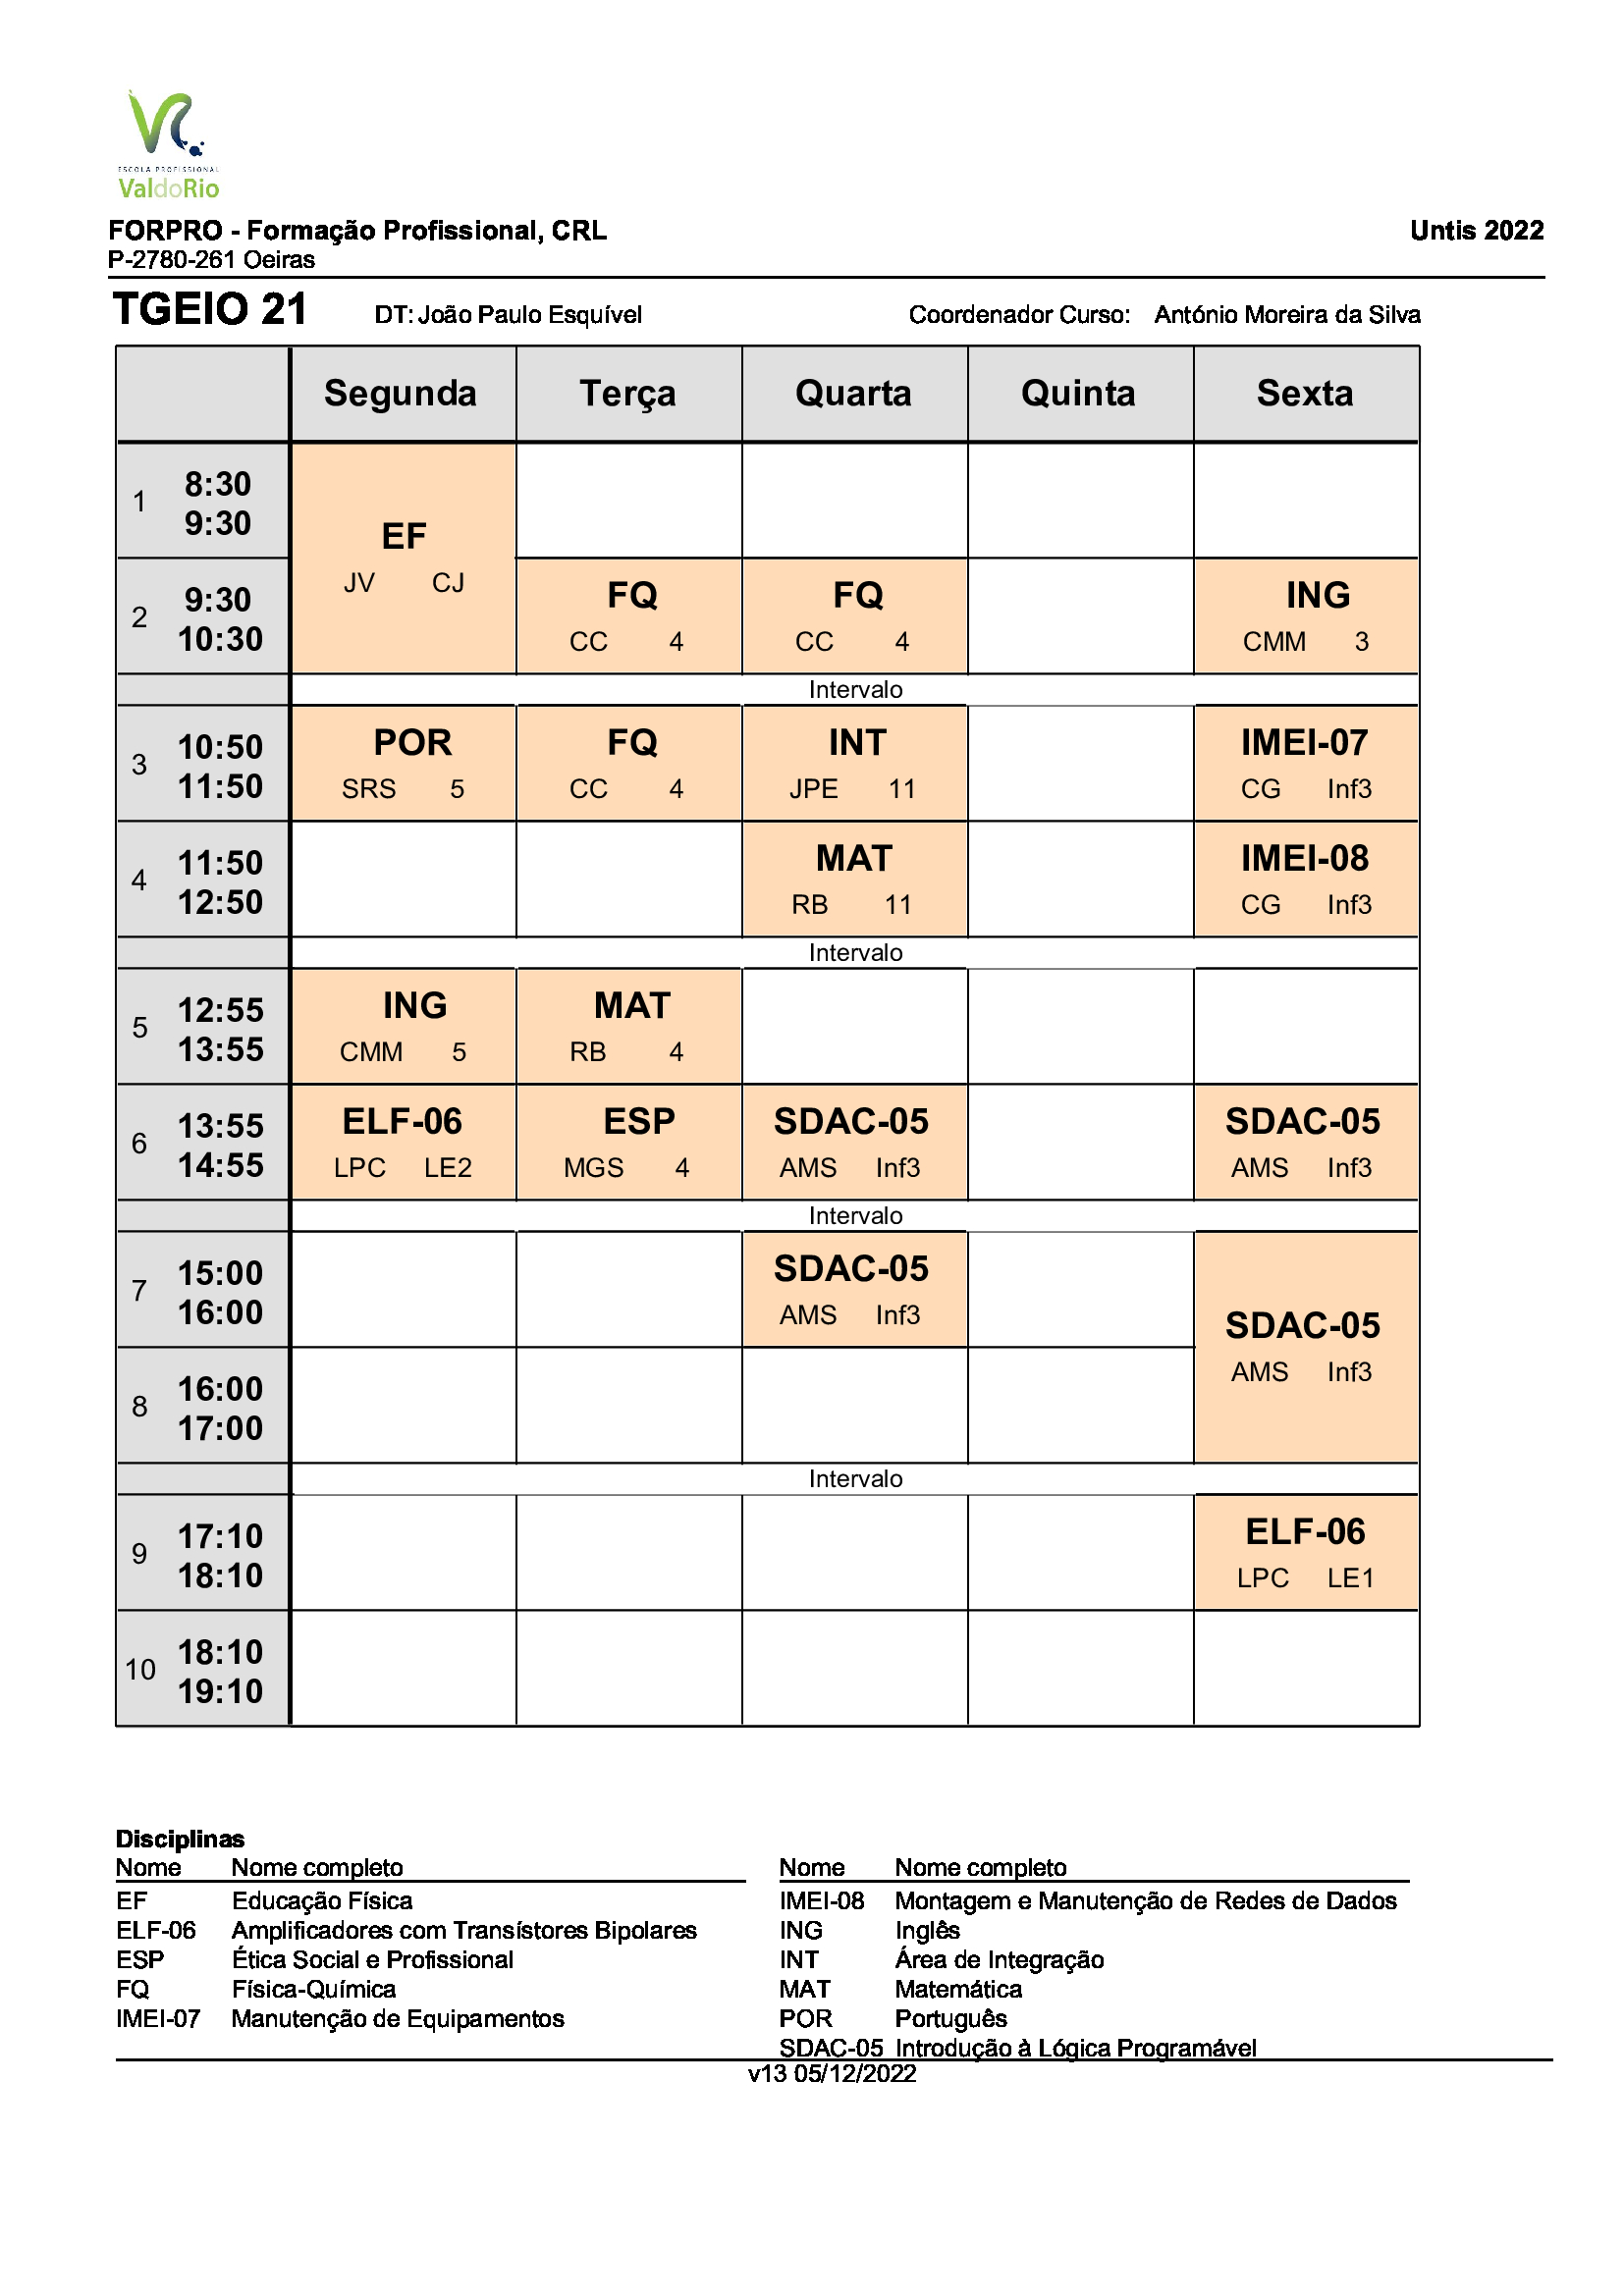 ESCOLA PROFISSIONAL
ValdoRio
FORPRO - Formação Profissional, CRL Untis 2022
P-2780-261 Oeiras
TGEIO 21 DT: João Paulo Esquível Coordenador Curso: António Moreira da Silva
Segunda Terça Quarta Quinta Sexta
1 8:30 9:30
EF
JV CJ
2 9:30 10:30
FQ FQ ING
CC 4 CC 4 CMM 3
Intervalo
3 10:50 11:50
POR FQ INT IMEI-07
SRS 5 CC 4 JPE 11 CG Inf3
4 11:50 12:50
MAT IMEI-08
RB 11 CG Inf3
Intervalo
5 12:55 13:55
ING MAT
CMM 5 RB 4
6 13:55 14:55
ELF-06 ESP SDAC-05 SDAC-05
LPC LE2 MGS 4 AMS Inf3 AMS Inf3
Intervalo
7 15:00 16:00
SDAC-05
AMS Inf3
SDAC-05
AMS Inf3
8 16:00 17:00
Intervalo
9 17:10 18:10
ELF-06
LPC LE1
10 18:10 19:10
Disciplinas
Nome Nome completo Nome Nome completo
EF Educação Física IMEI-08 Montagem e Manutenção de Redes de Dados
ELF-06 Amplificadores com Transístores Bipolares ING Inglês
ESP Ética Social e Profissional INT Área de Integração
FQ Física-Química MAT Matemática
IMEI-07 Manutenção de Equipamentos POR Português
SDAC-05 Introdução à Lógica Programável
v13 05/12/2022